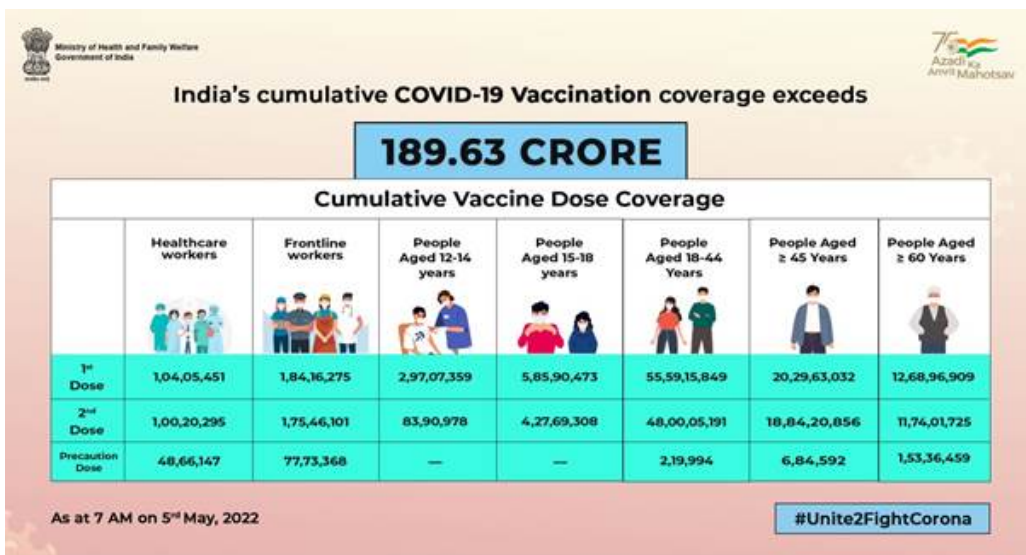 Ministry of Health and Family Welfare
Government of India
75
Azadi Ka
Amrit Mahotsav
India's cumulative COVID-19 Vaccination coverage exceeds
189.63 CRORE
Cumulative Vaccine Dose Coverage
Healthcare workers
Frontline workers
People Aged 12-14 years
People Aged 15-18 years
People Aged 18-44 Years
People Aged ≥ 45 Years
People Aged ≥ 60 Years
1st Dose 1,04,05,451 1,84,16,275 2,97,07,359 5,85,90,473 55,59,15,849 20,29,63,032 12,68,96,909
2nd Dose 1,00,20,295 1,75,46,101 83,90,978 4,27,69,308 48,00,05,191 18,84,20,856 11,74,01,725
Precaution Dose 48,66,147 77,73,368 — — 2,19,994 6,84,592 1,53,36,459
As at 7 AM on 5rd May, 2022
#Unite2FightCorona